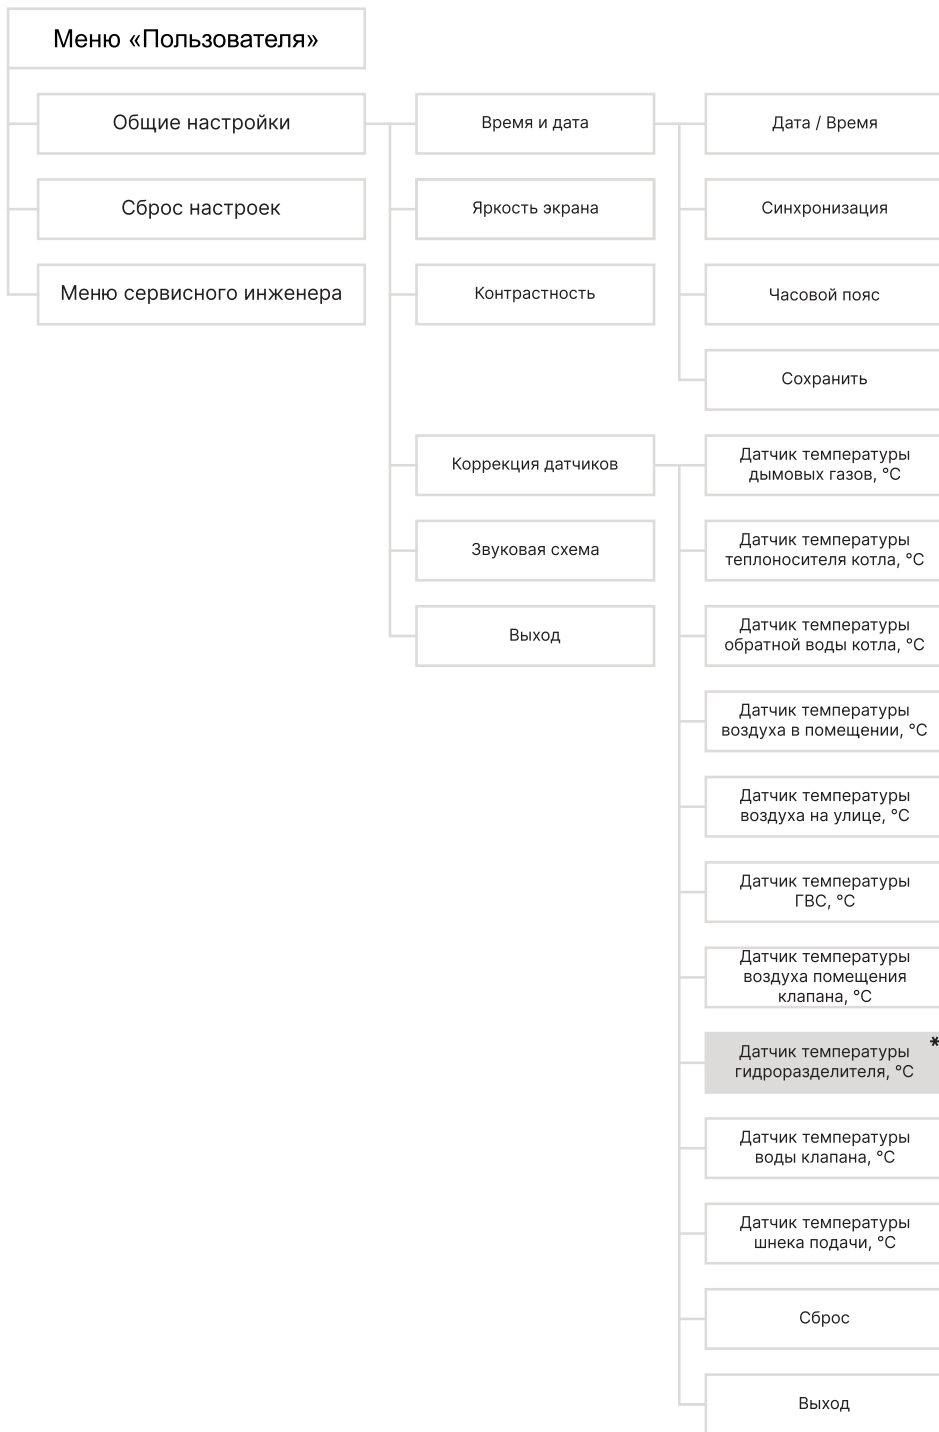 Меню «Пользователя»
Общие настройки
Время и дата
Дата / Время
Сброс настроек
Яркость экрана
Синхронизация
Меню сервисного инженера
Контрастность
Часовой пояс
Сохранить
Коррекция датчиков
Датчик температуры
дымовых газов, °C
Звуковая схема
Датчик температуры
теплоносителя котла, °C
Выход
Датчик температуры
обратной воды котла, °C
Датчик температуры
воздуха в помещении, °C
Датчик температуры
воздуха на улице, °C
Датчик температуры
ГВС, °C
Датчик температуры
воздуха помещения
клапана, °C
Датчик температуры *
гидроразделителя, °C
Датчик температуры
воды клапана, °C
Датчик температуры
шнека подачи, °C
Сброс
Выход